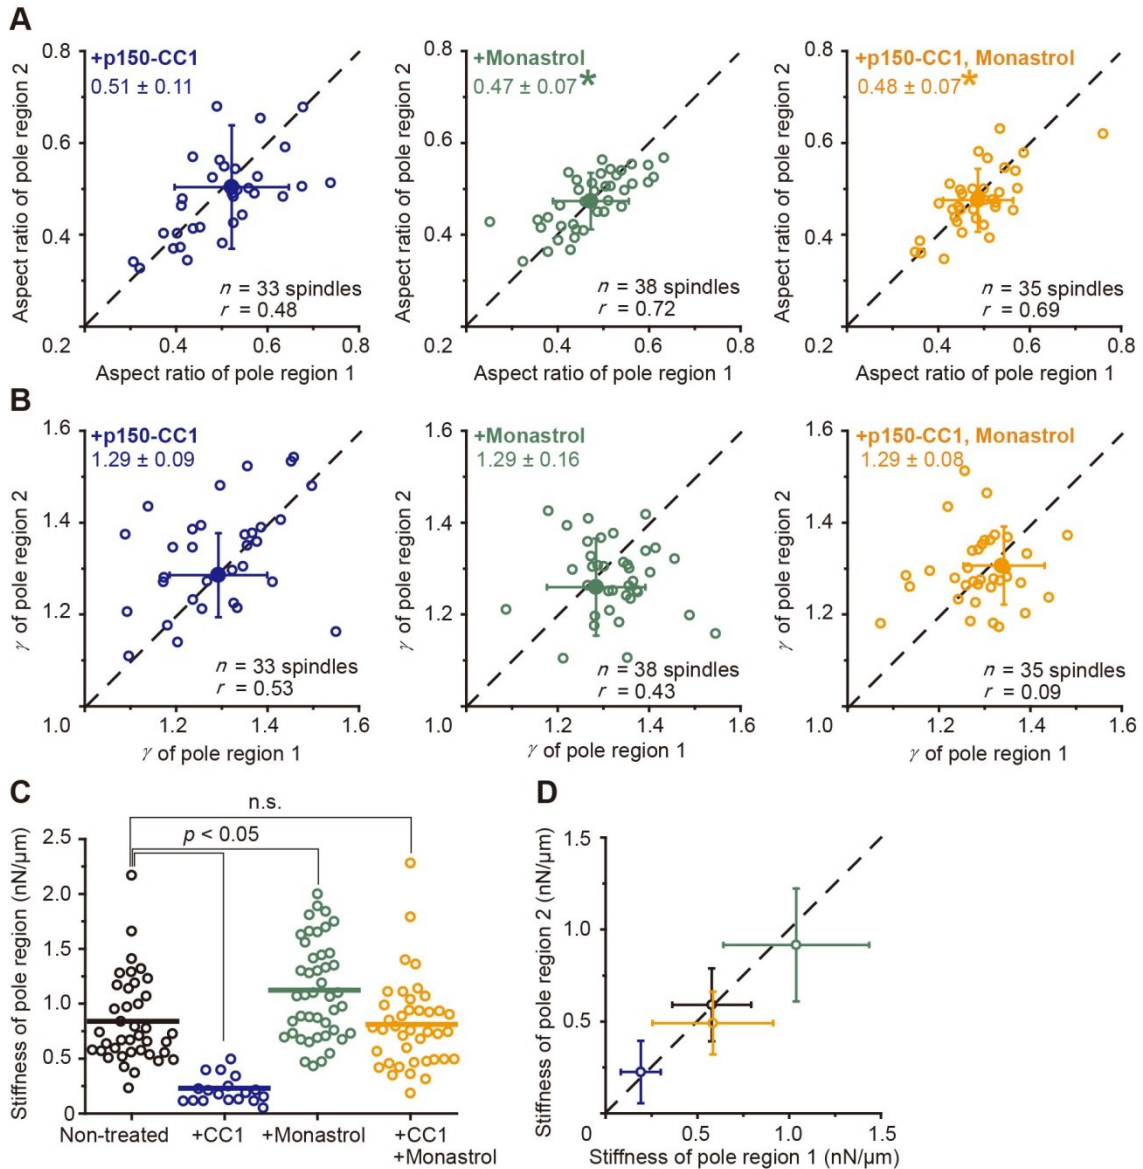 A
+p150-CC1
0.51 ± 0.11
n = 33 spindles
r = 0.48
0.8
0.6
0.4
0.2
0.4
0.6
0.8
Aspect ratio of pole region 2
Aspect ratio of pole region 1
+Monastrol
0.47 ± 0.07 *
n = 38 spindles
r = 0.72
0.8
0.6
0.4
0.2
0.4
0.6
0.8
Aspect ratio of pole region 2
Aspect ratio of pole region 1
+p150-CC1, Monastrol
0.48 ± 0.07 *
n = 35 spindles
r = 0.69
0.8
0.6
0.4
0.2
0.4
0.6
0.8
Aspect ratio of pole region 2
Aspect ratio of pole region 1
B
+p150-CC1
1.29 ± 0.09
n = 33 spindles
r = 0.53
1.6
1.4
1.2
1.0
1.2
1.4
1.6
γ of pole region 2
γ of pole region 1
+Monastrol
1.29 ± 0.16
n = 38 spindles
r = 0.43
1.6
1.4
1.2
1.0
1.2
1.4
1.6
γ of pole region 2
γ of pole region 1
+p150-CC1, Monastrol
1.29 ± 0.08
n = 35 spindles
r = 0.09
1.6
1.4
1.2
1.0
1.2
1.4
1.6
γ of pole region 2
γ of pole region 1
C
n.s.
p < 0.05
2.5
2.0
1.5
1.0
0.5
0
Stiffness of pole region (nN/μm)
Non-treated
+CC1
+Monastrol
+CC1
+Monastrol
D
1.5
1.0
0.5
0
0.5
1.0
1.5
Stiffness of pole region 2 (nN/μm)
Stiffness of pole region 1 (nN/μm)